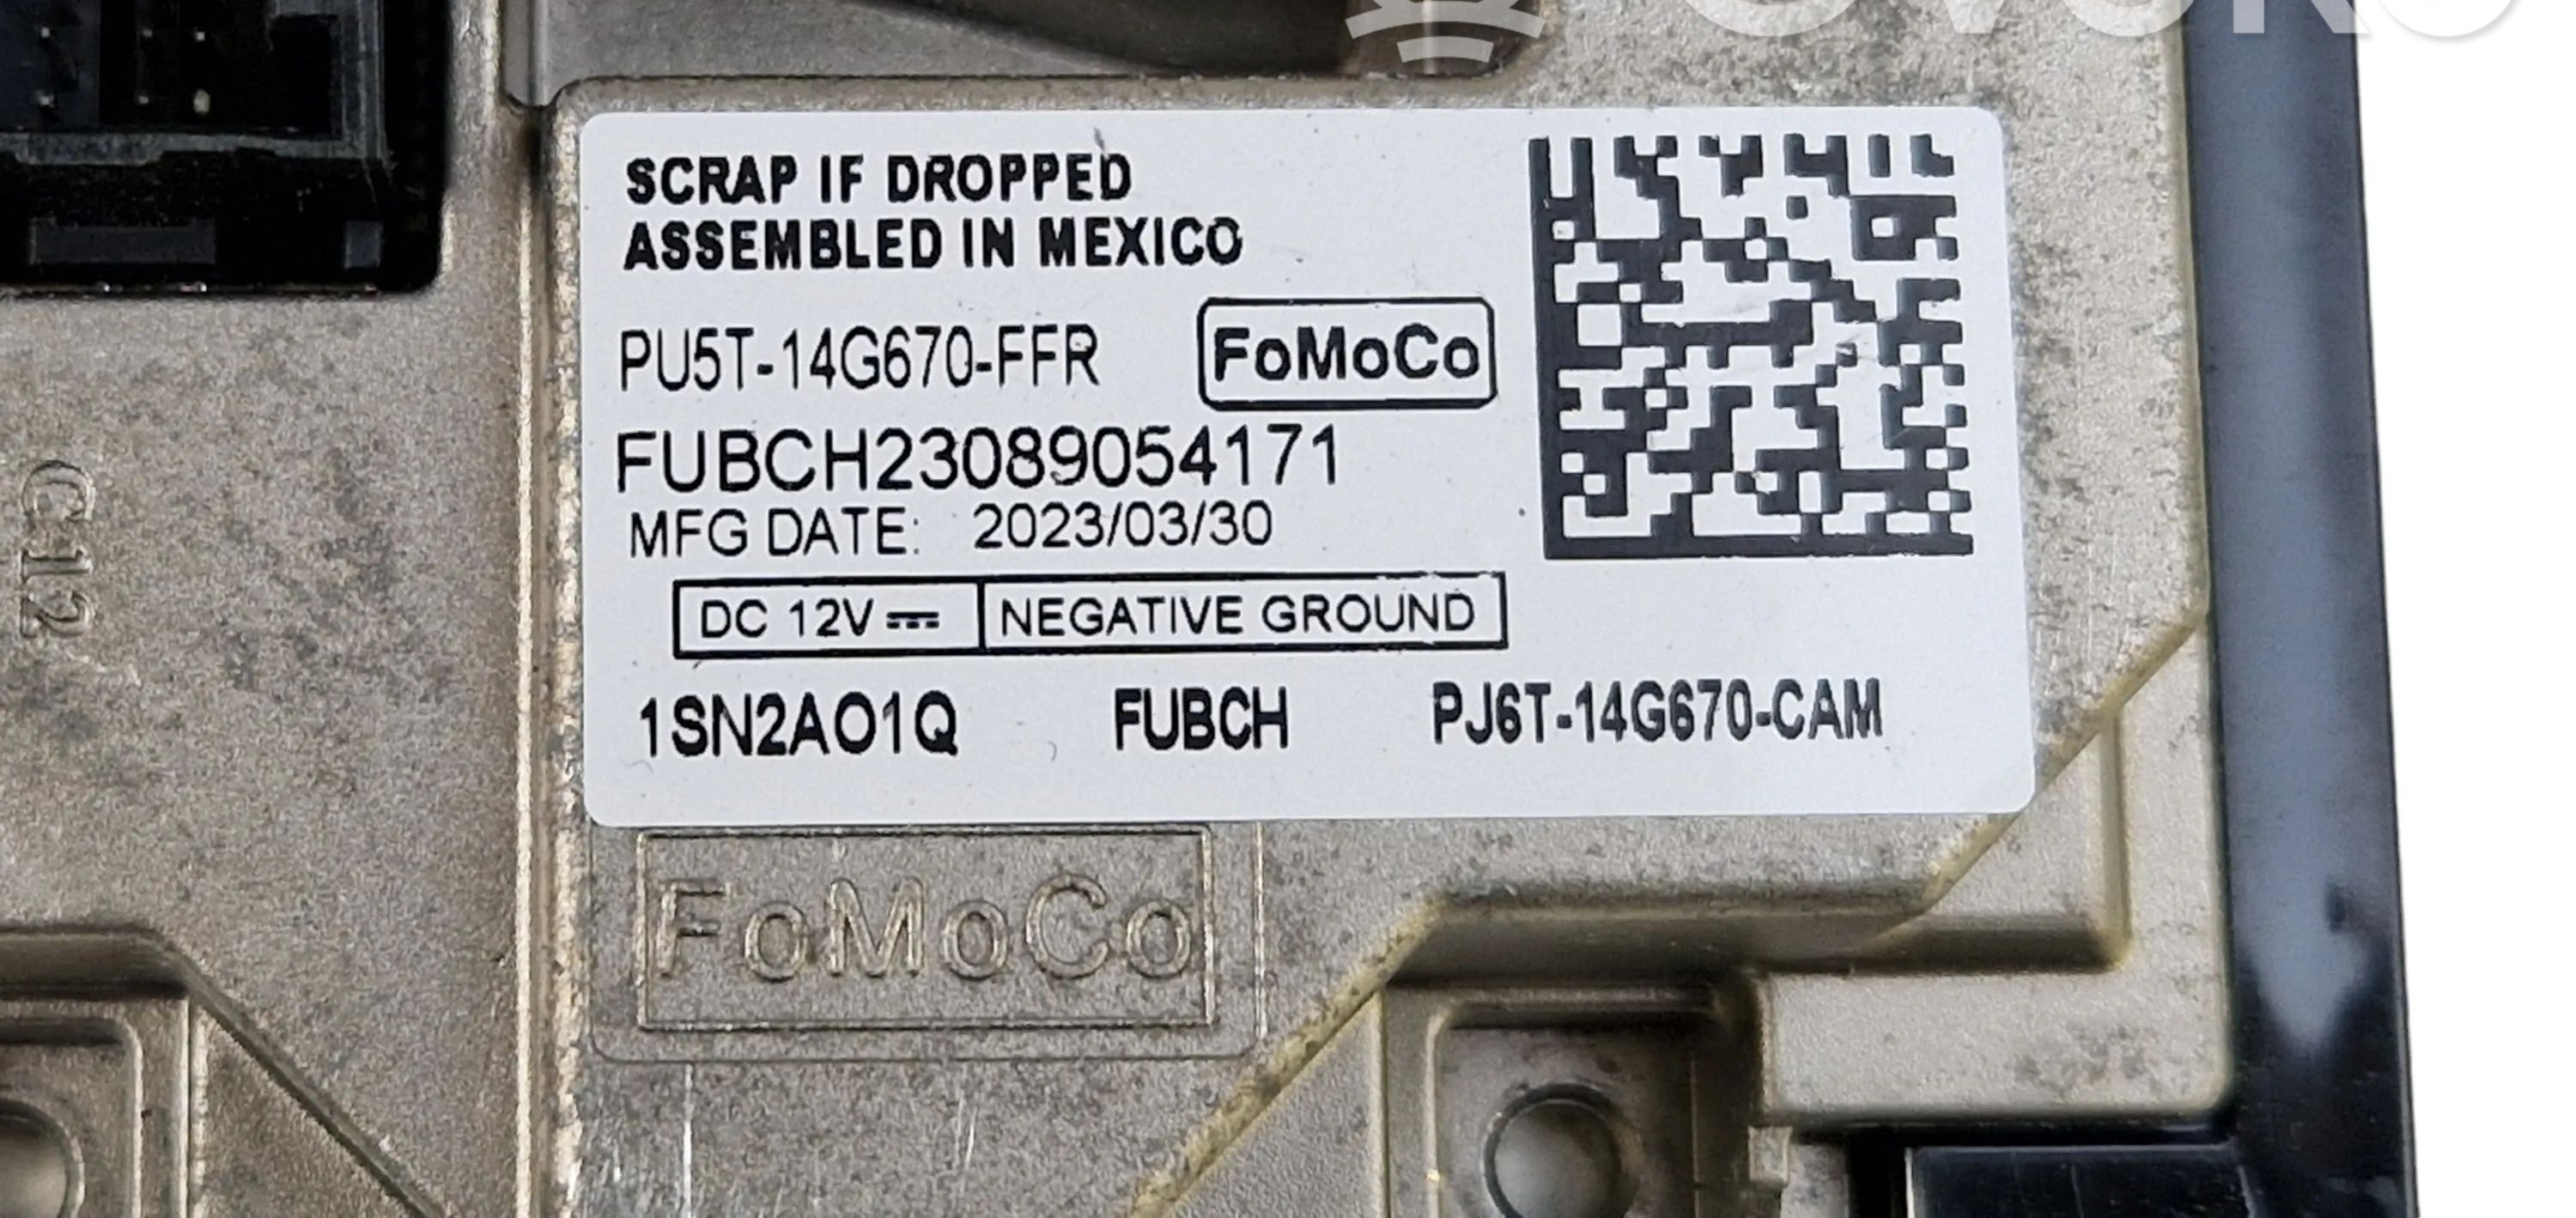 SCRAP IF DROPPED
ASSEMBLED IN MEXICO
PU5T-14G670-FFR
FoMoCo
FUBCH23089054171
MFG DATE: 2023/03/30
DC 12V ⎓ NEGATIVE GROUND
1SN2AO1Q FUBCH PJ6T-14G670-CAM
FoMoCo
G12